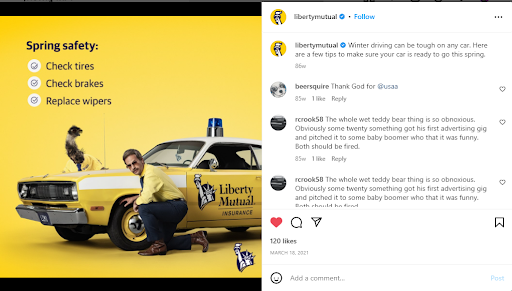 Spring safety:
Check tires
Check brakes
Replace wipers
Liberty
Mutual
INSURANCE
libertymutual • Follow
libertymutual Winter driving can be tough on any car. Here
are a few tips to make sure your car is ready to go this spring.
86w
beersquire Thank God for @usaa
85w 1 like Reply
rcrook58 The whole wet teddy bear thing is so obnoxious.
Obviously some twenty something got his first advertising gig
and pitched it to some baby boomer who that it was funny.
Both should be fired.
85w 1 like Reply
rcrook58 The whole wet teddy bear thing is so obnoxious.
Obviously some twenty something got his first advertising gig
and pitched it to some baby boomer who that it was funny.
Both should be fired.
120 likes
MARCH 18, 2021
Add a comment...
Post